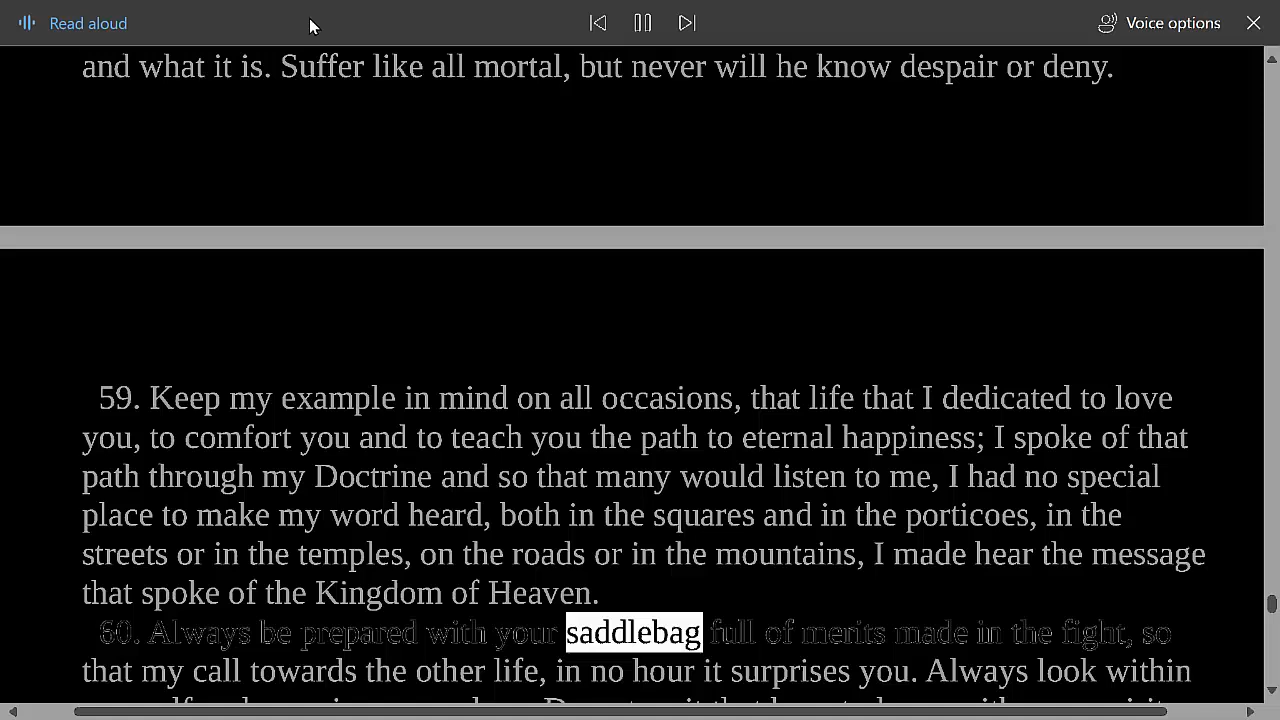 Read aloud
Voice options
and what it is. Suffer like all mortal, but never will he know despair or deny.
59. Keep my example in mind on all occasions, that life that I dedicated to love
you, to comfort you and to teach you the path to eternal happiness; I spoke of that
path through my Doctrine and so that many would listen to me, I had no special
place to make my word heard, both in the squares and in the porticoes, in the
streets or in the temples, on the roads or in the mountains, I made hear the message
that spoke of the Kingdom of Heaven.
60. Always be prepared with your saddlebag full of merits made in the fight, so
that my call towards the other life, in no hour it surprises you. Always look within